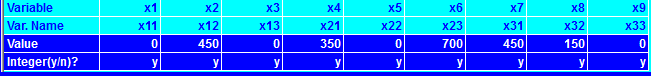 Variable x1 x2 x3 x4 x5 x6 x7 x8 x9
Var. Name x11 x12 x13 x21 x22 x23 x31 x32 x33
Value 0 450 0 350 0 700 450 150 0
Integer(y/n)? y y y y y y y y y